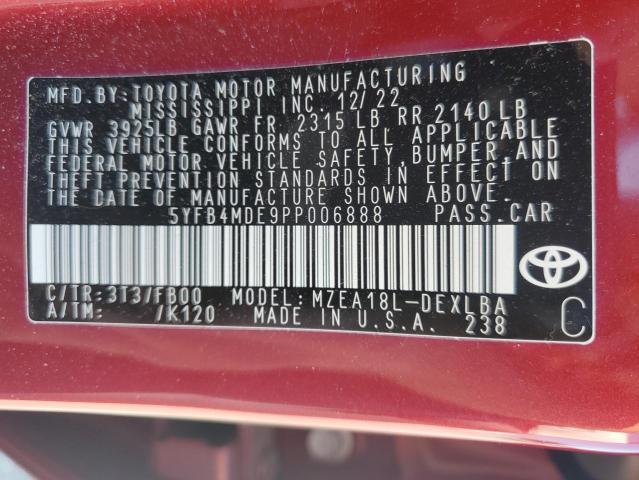 MFD.BY:TOYOTA MOTOR MANUFACTURING
MISSISSIPPI INC. 12/22
GVWR 3925LB GAWR FR. 2315 LB RR 2140 LB
THIS VEHICLE CONFORMS TO ALL APPLICABLE
FEDERAL MOTOR VEHICLE SAFETY,BUMPER,AND
THEFT PREVENTION STANDARDS IN EFFECT ON
THE DATE OF MANUFACTURE SHOWN ABOVE.
5YFB4MDE9PP006888 PASS.CAR
C/TR:3T3/FB00 MODEL:MZEA18L-DEXLBA
A/TM: /K120 MADE IN U.S.A. 238
C